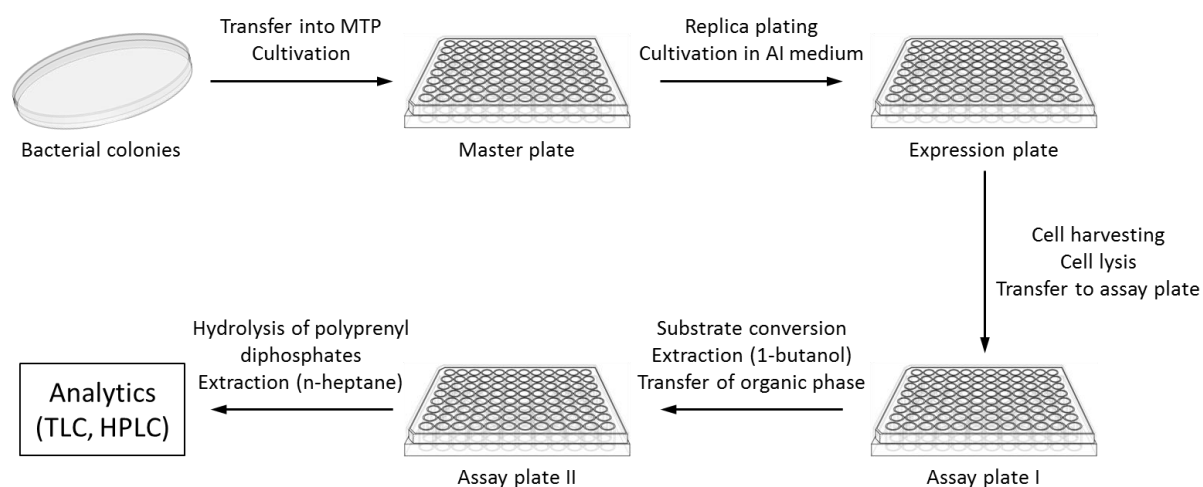 Transfer into MTP
Cultivation
Replica plating
Cultivation in AI medium
Bacterial colonies
Master plate
Expression plate
Cell harvesting
Cell lysis
Transfer to assay plate
Substrate conversion
Extraction (1-butanol)
Transfer of organic phase
Hydrolysis of polyprenyl
diphosphates
Extraction (n-heptane)
Analytics
(TLC, HPLC)
Assay plate II
Assay plate I